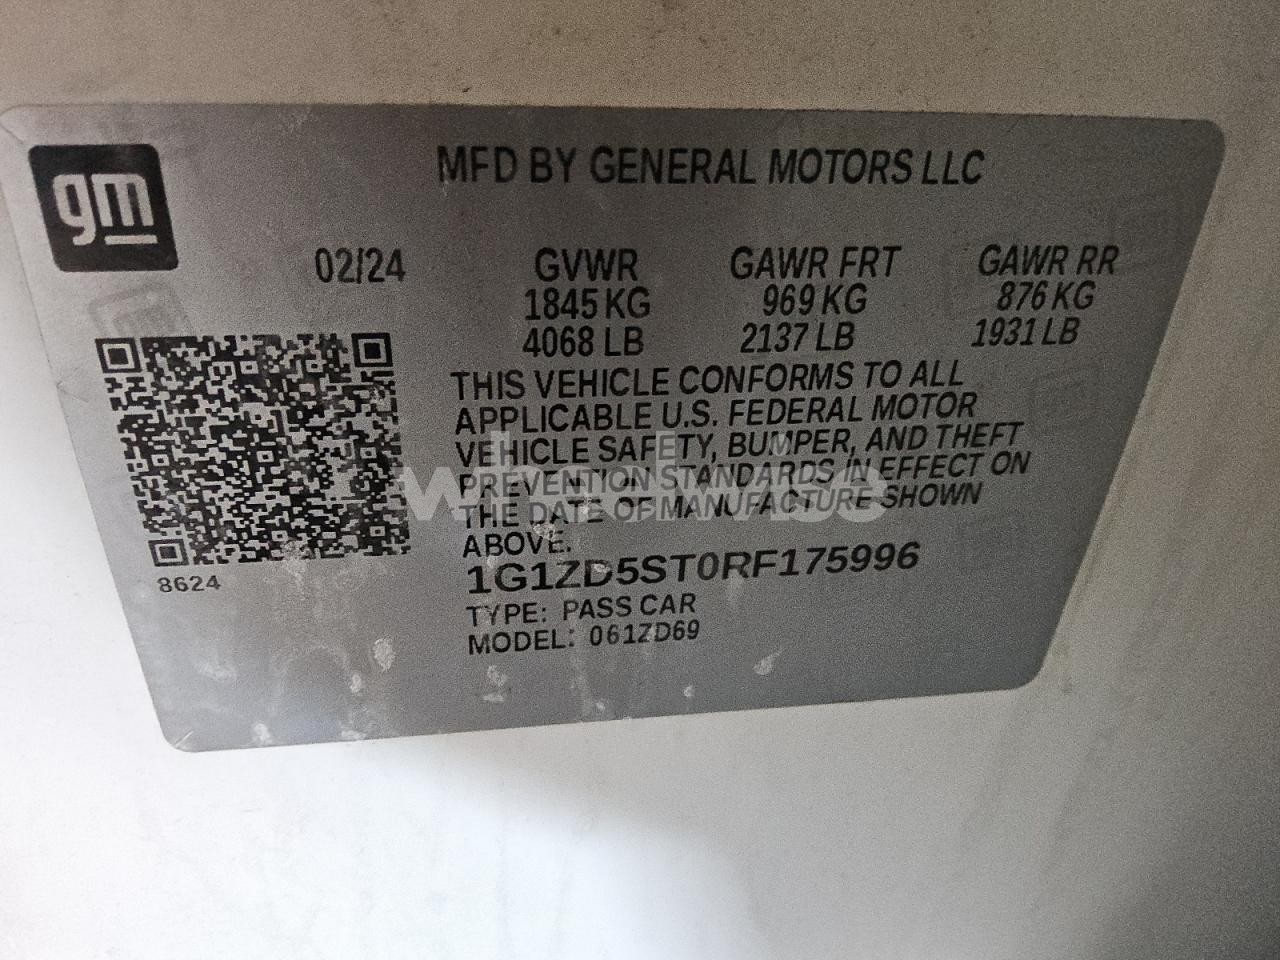 gm
MFD BY GENERAL MOTORS LLC
02/24
GVWR
1845 KG
4068 LB
GAWR FRT
969 KG
2137 LB
GAWR RR
876 KG
1931 LB
THIS VEHICLE CONFORMS TO ALL
APPLICABLE U.S. FEDERAL MOTOR
VEHICLE SAFETY, BUMPER, AND THEFT
PREVENTION STANDARDS IN EFFECT ON
THE DATE OF MANUFACTURE SHOWN
ABOVE.
1G1ZD5ST0RF175996
TYPE: PASS CAR
MODEL: 061ZD69
8624